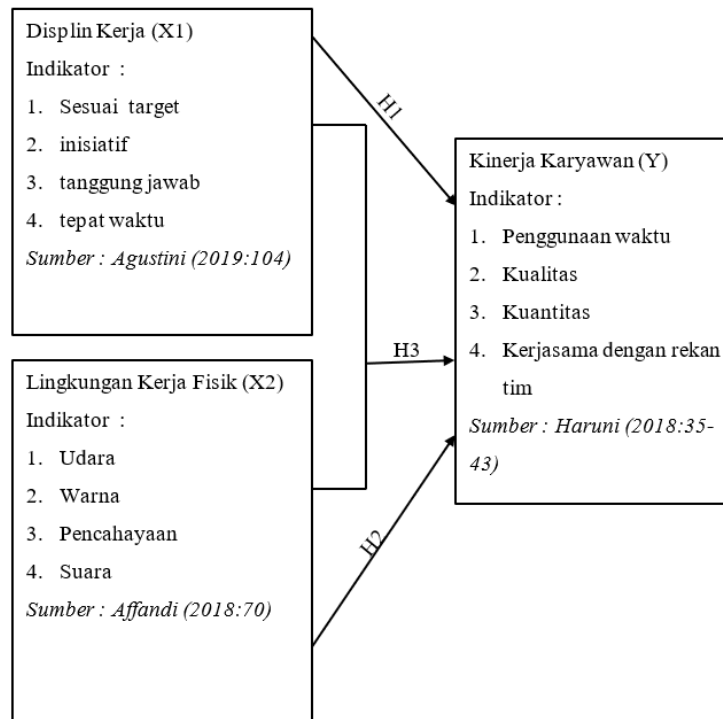 Displin Kerja (X1)
Indikator :
1. Sesuai target
2. inisiatif
3. tanggung jawab
4. tepat waktu
Sumber : Agustini (2019:104)
Lingkungan Kerja Fisik (X2)
Indikator :
1. Udara
2. Warna
3. Pencahayaan
4. Suara
Sumber : Affandi (2018:70)
H1
H3
H2
Kinerja Karyawan (Y)
Indikator :
1. Penggunaan waktu
2. Kualitas
3. Kuantitas
4. Kerjasama dengan rekan
tim
Sumber : Haruni (2018:35-
43)